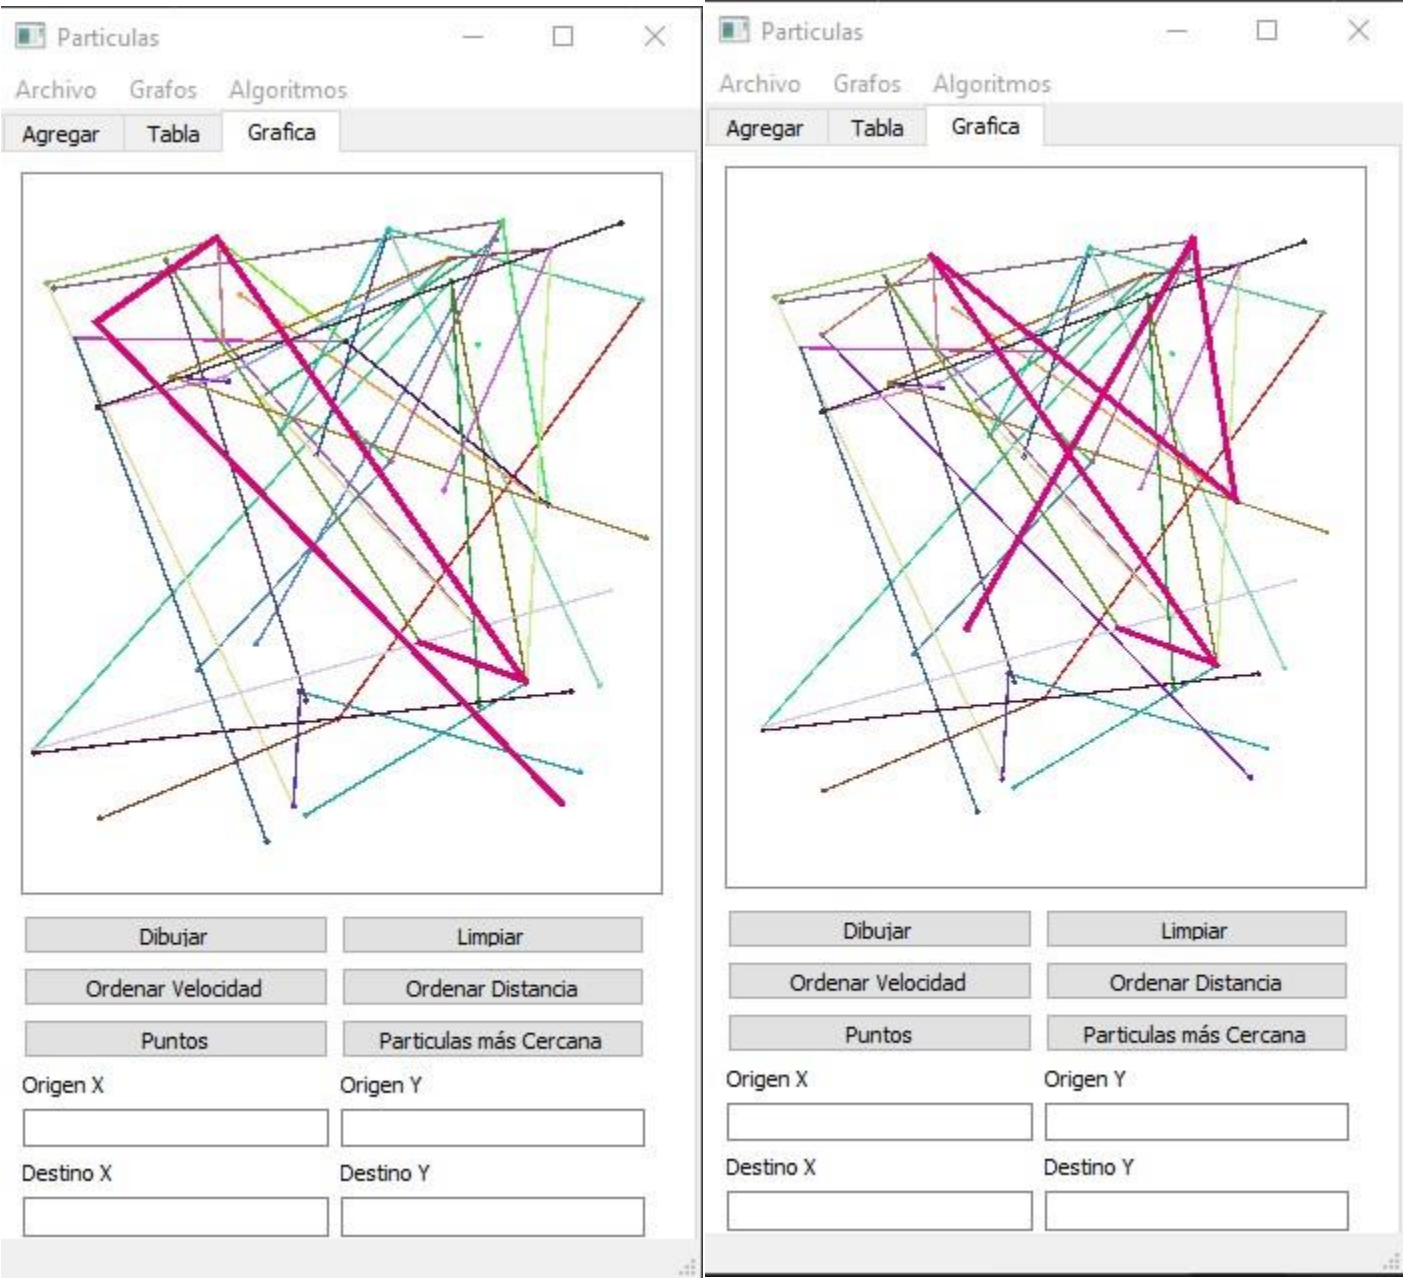 Particulas
Archivo Grafos Algoritmos
Agregar Tabla Grafica
Dibujar Limpiar
Ordenar Velocidad Ordenar Distancia
Puntos Particulas más Cercana
Origen X Origen Y
Destino X Destino Y
Particulas
Archivo Grafos Algoritmos
Agregar Tabla Grafica
Dibujar Limpiar
Ordenar Velocidad Ordenar Distancia
Puntos Particulas más Cercana
Origen X Origen Y
Destino X Destino Y